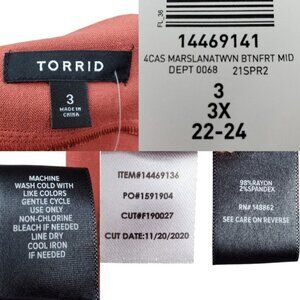 TORRID
3
MADE IN
CHINA
FL_36
14469141
4CAS MARSLANATWVN BTNFRT MID
DEPT 0068 21SPR2
3
3X
22-24
MACHINE
WASH COLD WITH
LIKE COLORS
GENTLE CYCLE
USE ONLY
NON-CHLORINE
BLEACH IF NEEDED
LINE DRY
COOL IRON
IF NEEDED
ITEM#14469136
PO#1591904
CUT#F190027
CUT DATE:11/20/2020
98%RAYON
2%SPANDEX
RN# 148862
SEE CARE ON REVERSE